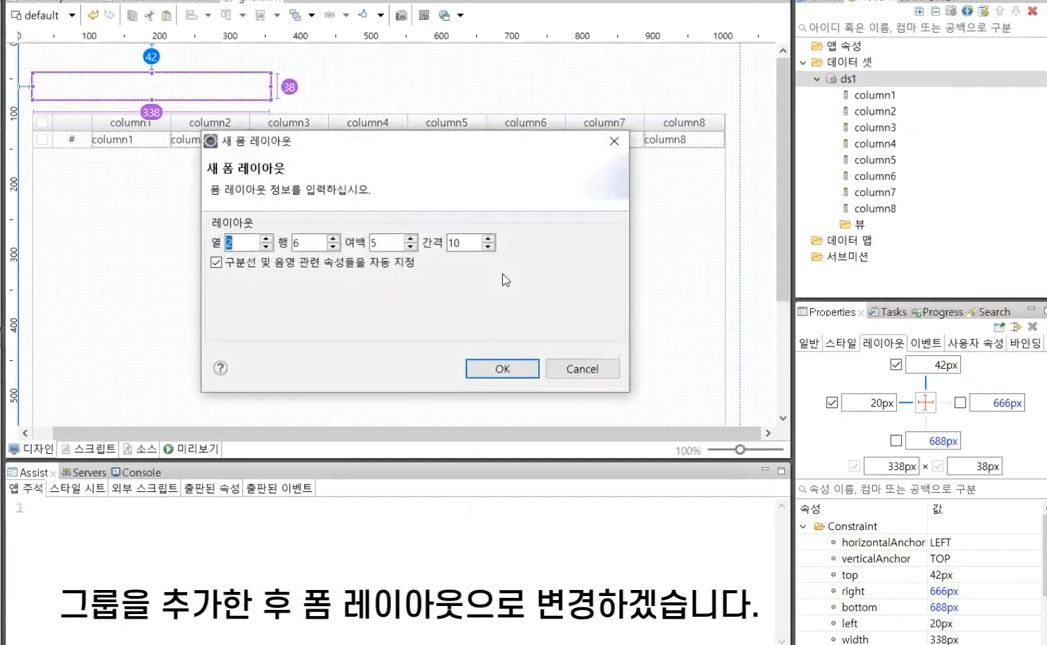 default
0 100 200 300 400 500 600 700 800 900 1000
0
100
200
300
400
500
42
38
338
column1 column2 column3 column4 column5 column6 column7 column8
# column1 colum column8
새 폼 레이아웃
새 폼 레이아웃
폼 레이아웃 정보를 입력하십시오.
레이아웃
열 2 행 6 여백 5 간격 10
구분선 및 음영 관련 속성들을 자동 지정
?
OK Cancel
디자인 스크립트 소스 미리보기
100%
Assist Servers Console
앱 주석 스타일 시트 외부 스크립트 출판된 속성 출판된 이벤트
1
그룹을 추가한 후 폼 레이아웃으로 변경하겠습니다.
아이디 혹은 이름, 컴마 또는 공백으로 구분
앱 속성
데이터 셋
ds1
column1
column2
column3
column4
column5
column6
column7
column8
뷰
데이터 맵
서브미션
Properties Tasks Progress Search
일반 스타일 레이아웃 이벤트 사용자 속성 바인딩
42px
20px 666px
688px
338px × 38px
속성 이름, 컴마 또는 공백으로 구분
속성 값
Constraint
horizontalAnchor LEFT
verticalAnchor TOP
top 42px
right 666px
bottom 688px
left 20px
width 338px